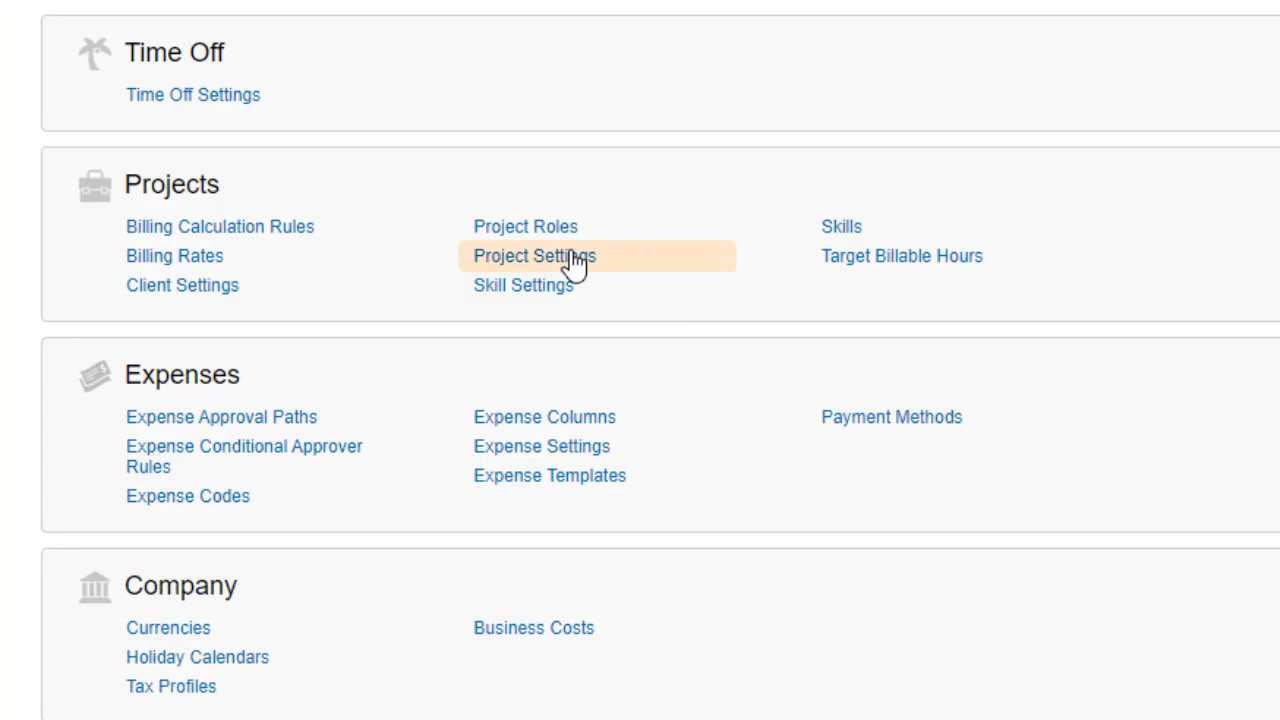 Time Off
Time Off Settings
Projects
Billing Calculation Rules
Project Roles
Skills
Billing Rates
Project Settings
Target Billable Hours
Client Settings
Skill Settings
Expenses
Expense Approval Paths
Expense Columns
Payment Methods
Expense Conditional Approver
Rules
Expense Settings
Expense Templates
Expense Codes
Company
Currencies
Business Costs
Holiday Calendars
Tax Profiles